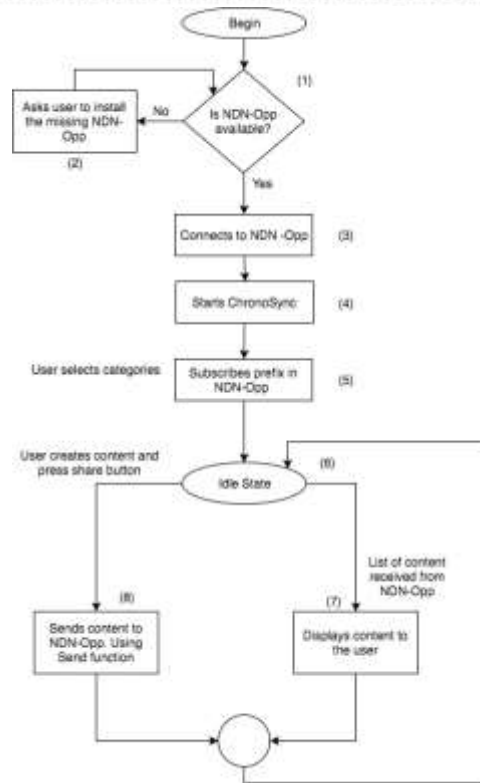 Begin
(1)
Asks user to install
the missing NDN-
Opp
No
Is NDN-Opp
available?
(2)
Yes
Connects to NDN -Opp
(3)
Starts ChronoSync
(4)
User selects categories
Subscribes prefix in
NDN-Opp
(5)
User creates content and
press share button
(6)
Idle State
List of content
received from
NDN-Opp
(8)
(7)
Sends content to
NDN-Opp. Using
Send function
Displays content to
the user